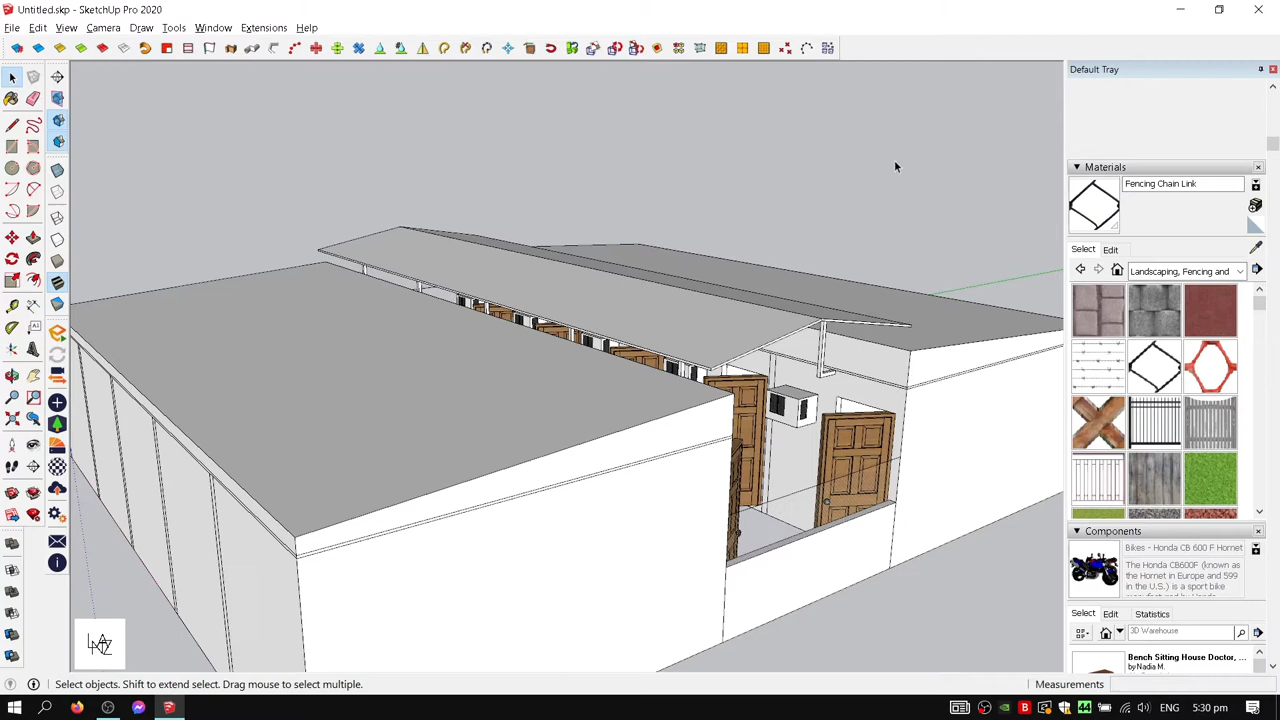 Untitled.skp - SketchUp Pro 2020
File Edit View Camera Draw Tools Window Extensions Help
Default Tray
Materials
Fencing Chain Link
Select Edit
Landscaping, Fencing and
Components
Bikes - Honda CB 600 F Hornet
The Honda CB600F (known as
the Hornet in Europe and 599
in the U.S.) is a sport bike
Select Edit Statistics
3D Warehouse
Bench Sitting House Doctor, ...
by Nadia M.
Select objects. Shift to extend select. Drag mouse to select multiple.
Measurements
44 ENG 5:30 pm